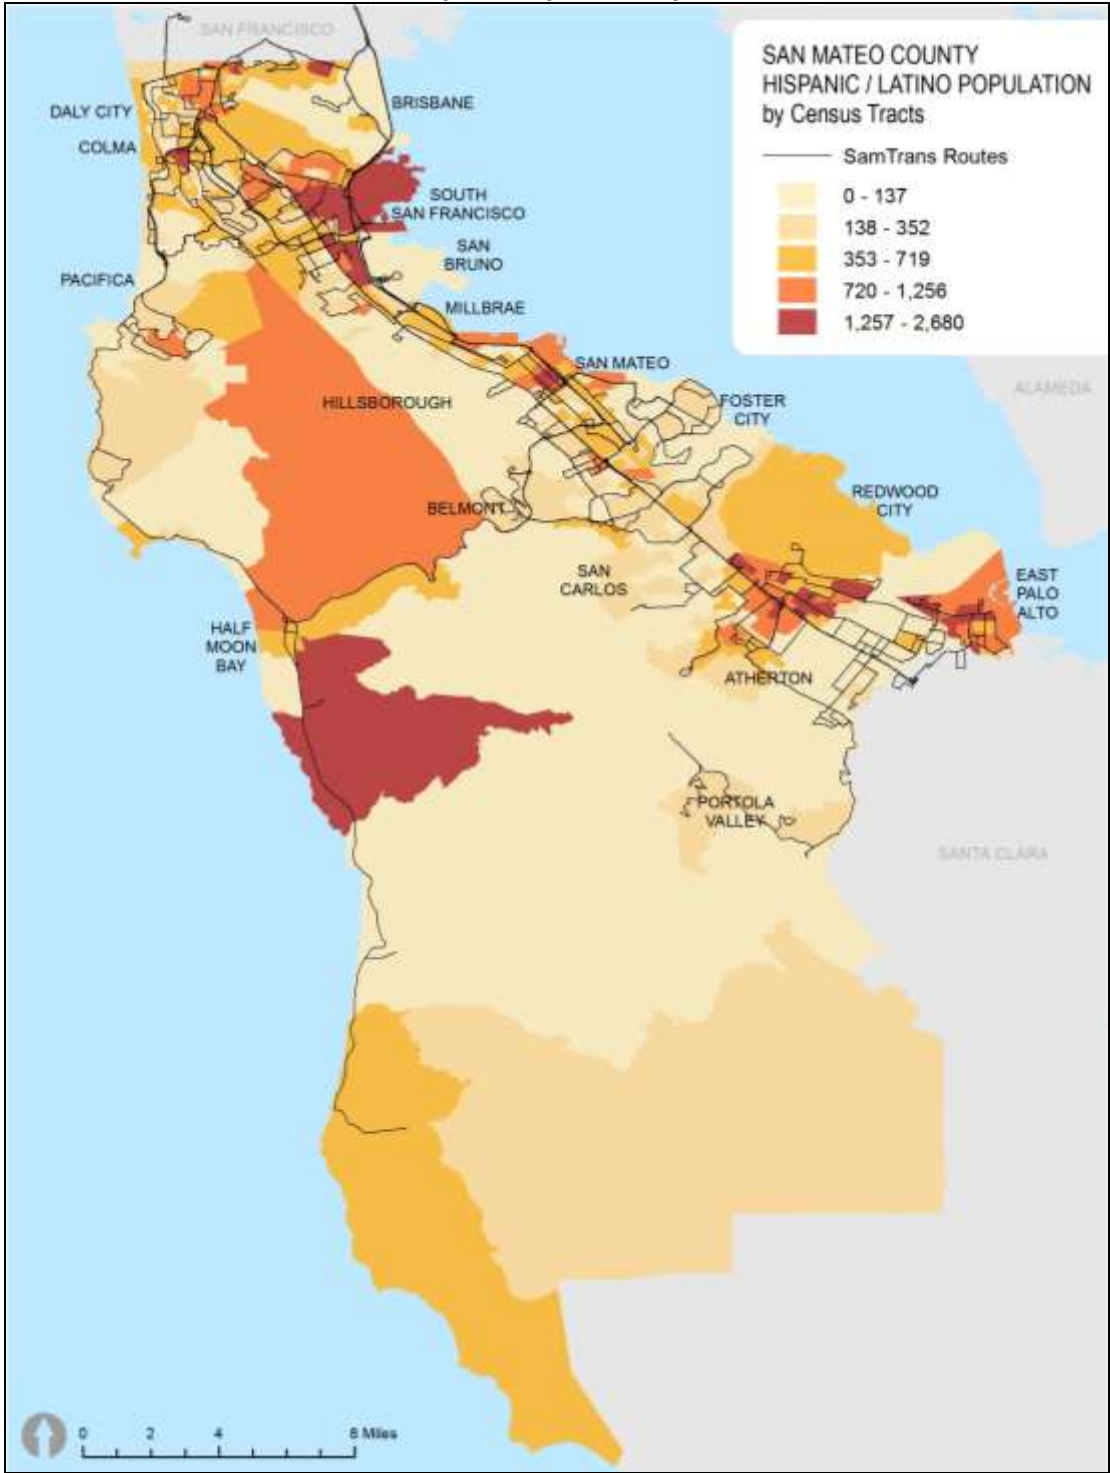 SAN FRANCISCO
SAN MATEO COUNTY
HISPANIC / LATINO POPULATION
by Census Tracts
SamTrans Routes
0 - 137
138 - 352
353 - 719
720 - 1,256
1,257 - 2,680
DALY CITY
BRISBANE
COLMA
SOUTH
SAN FRANCISCO
SAN
BRUNO
PACIFICA
MILLBRAE
SAN MATEO
ALAMEDA
HILLSBOROUGH
FOSTER
CITY
BELMONT
REDWOOD
CITY
SAN
CARLOS
EAST
PALO
ALTO
HALF
MOON
BAY
ATHERTON
PORTOLA
VALLEY
SANTA CLARA
0 2 4 8 Miles